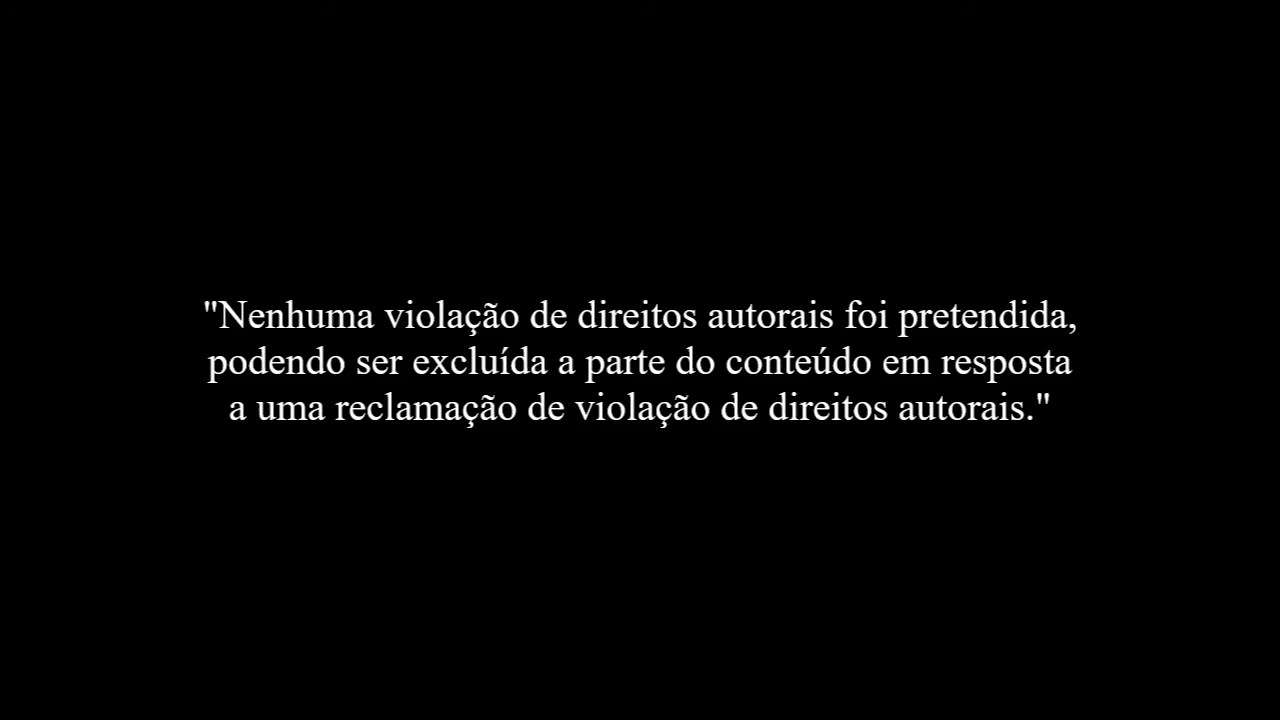 "Nenhuma violação de direitos autorais foi pretendida,
podendo ser excluída a parte do conteúdo em resposta
a uma reclamação de violação de direitos autorais."